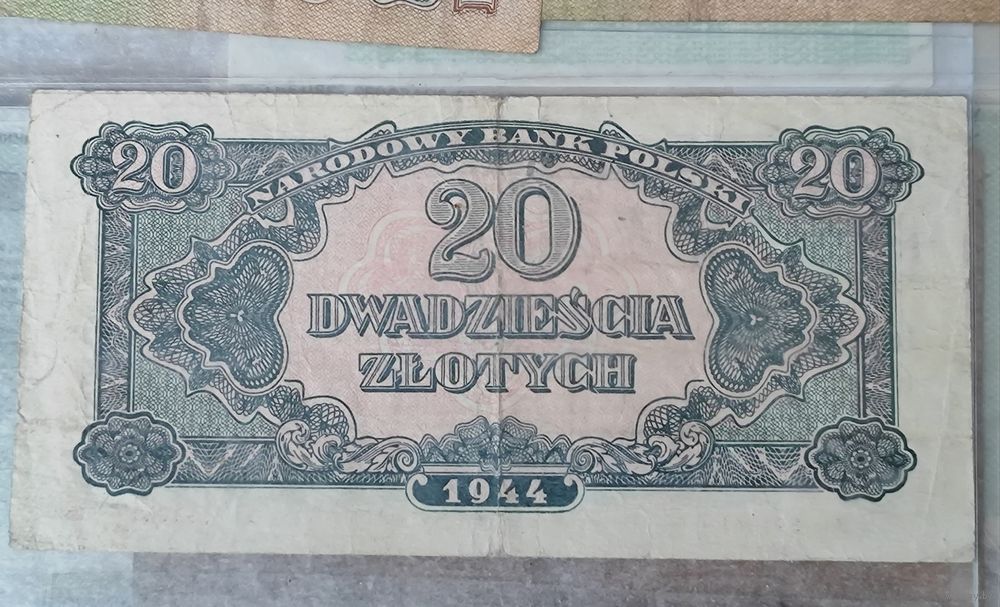 20 20
NARODOWY BANK POLSKI
20
DWADZIEŚCIA
ZŁOTYCH
1944